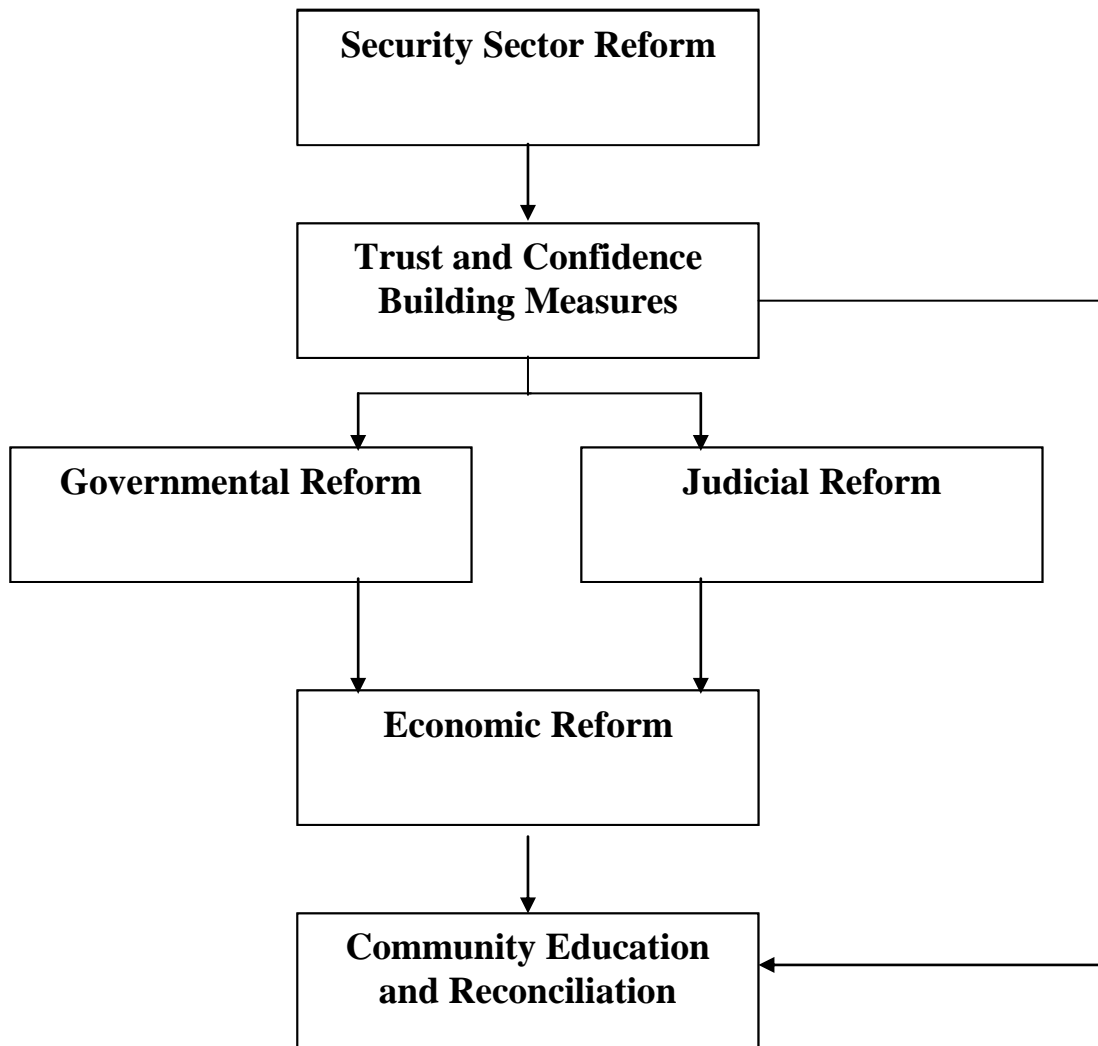 Security Sector Reform
Trust and Confidence
Building Measures
Governmental Reform
Judicial Reform
Economic Reform
Community Education
and Reconciliation